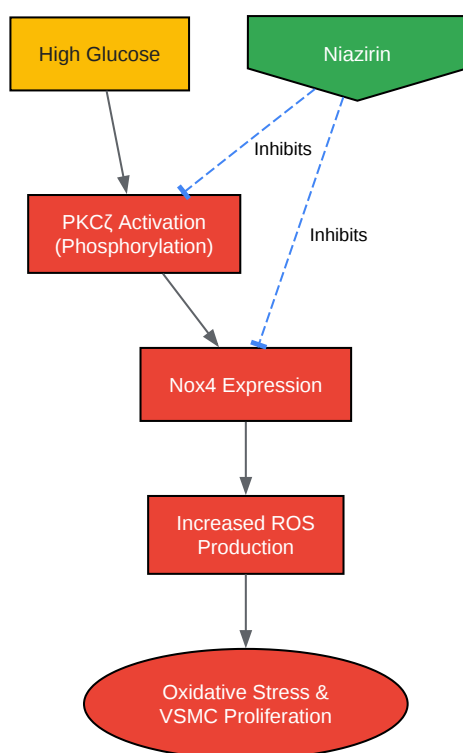 High Glucose
Niazirin
Inhibits
PKCζ Activation
(Phosphorylation)
Inhibits
Nox4 Expression
Increased ROS
Production
Oxidative Stress &
VSMC Proliferation